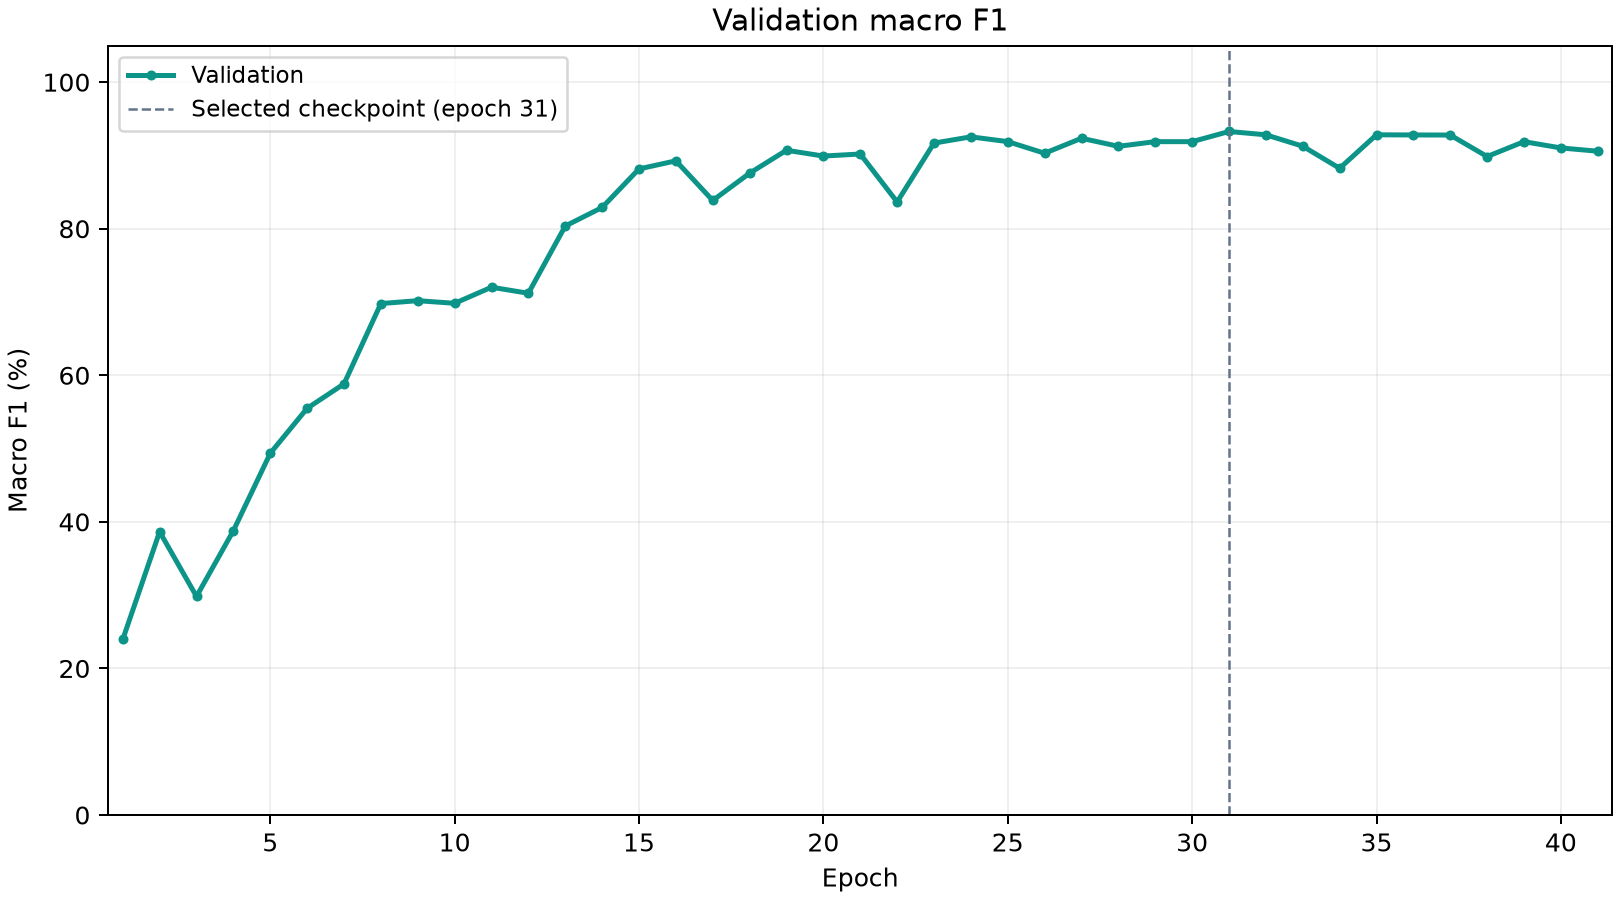 Validation macro F1
Validation
Selected checkpoint (epoch 31)
100
80
60
40
20
0
Macro F1 (%)
5 10 15 20 25 30 35 40
Epoch